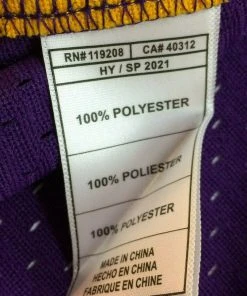 RN# 119208 CA# 40312
HY / SP 2021
100% POLYESTER
100% POLIESTER
100% POLYESTER
MADE IN CHINA
HECHO EN CHINA
FABRIQUE EN CHINE